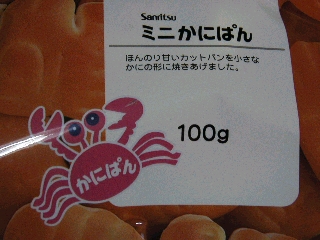 Sanritsu
ミニかにぱん
ほんのり甘いカットパンを小さな
かにの形に焼きあげました。
100g
かにぱん